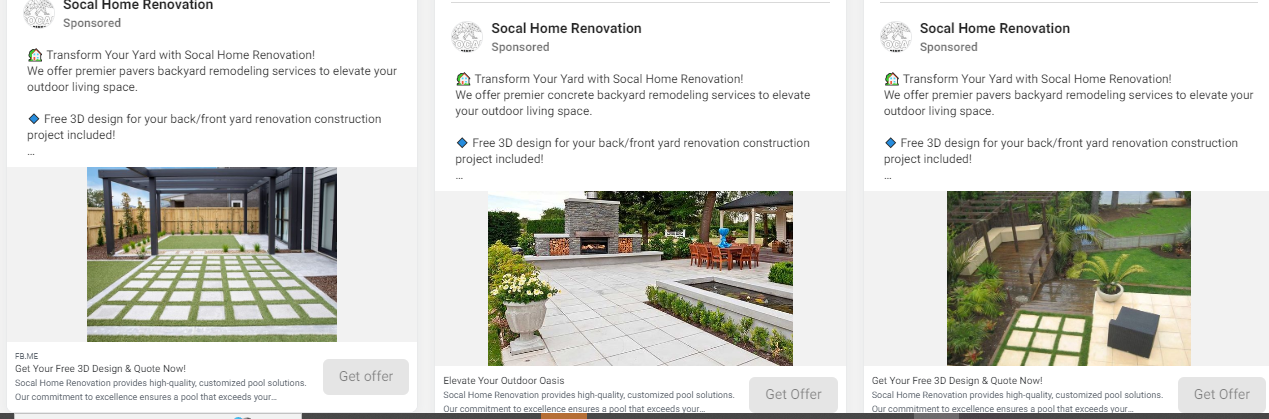 Socal Home Renovation
Sponsored
Transform Your Yard with Socal Home Renovation!
We offer premier pavers backyard remodeling services to elevate your
outdoor living space.
Free 3D design for your back/front yard renovation construction
project included!
...
FB.ME
Get Your Free 3D Design & Quote Now!
Socal Home Renovation provides high-quality, customized pool solutions.
Our commitment to excellence ensures a pool that exceeds your...
Get offer
Socal Home Renovation
Sponsored
Transform Your Yard with Socal Home Renovation!
We offer premier concrete backyard remodeling services to elevate
your outdoor living space.
Free 3D design for your back/front yard renovation construction
project included!
...
Elevate Your Outdoor Oasis
Socal Home Renovation provides high-quality, customized pool solutions.
Our commitment to excellence ensures a pool that exceeds your...
Get Offer
Socal Home Renovation
Sponsored
Transform Your Yard with Socal Home Renovation!
We offer premier pavers backyard remodeling services to elevate your
outdoor living space.
Free 3D design for your back/front yard renovation construction
project included!
...
Get Your Free 3D Design & Quote Now!
Socal Home Renovation provides high-quality, customized pool solutions.
Our commitment to excellence ensures a pool that exceeds your...
Get Offer